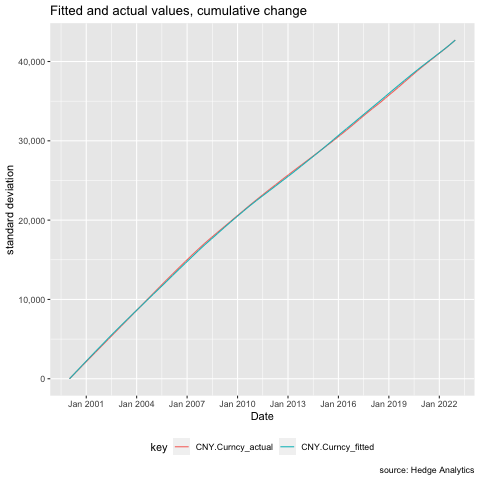 Fitted and actual values, cumulative change
standard deviation
40,000
30,000
20,000
10,000
0
Jan 2001 Jan 2004 Jan 2007 Jan 2010 Jan 2013 Jan 2016 Jan 2019 Jan 2022
Date
key CNY.Curncy_actual CNY.Curncy_fitted
source: Hedge Analytics